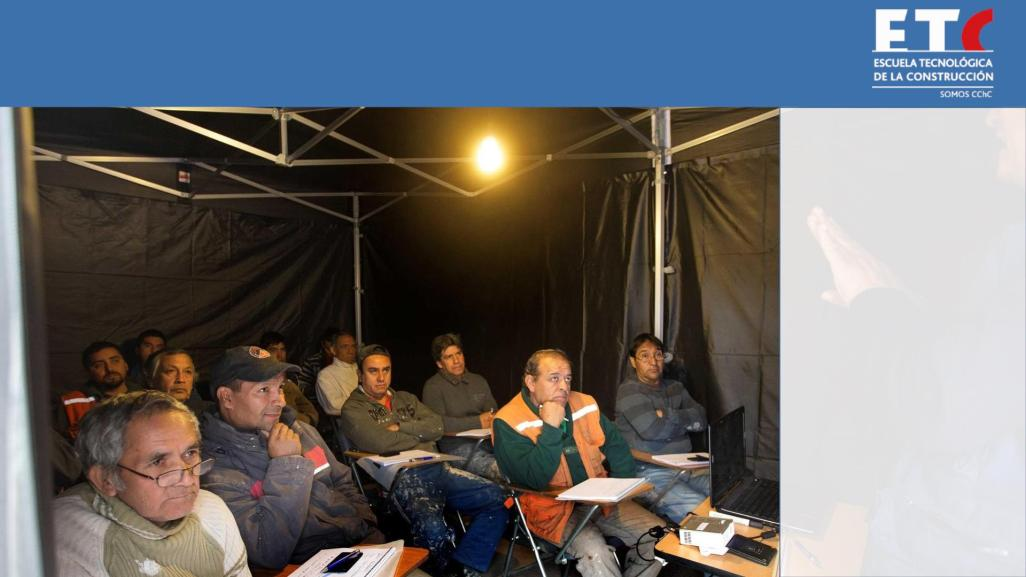 ETC
ESCUELA TECNOLÓGICA
DE LA CONSTRUCCIÓN
SOMOS CChC